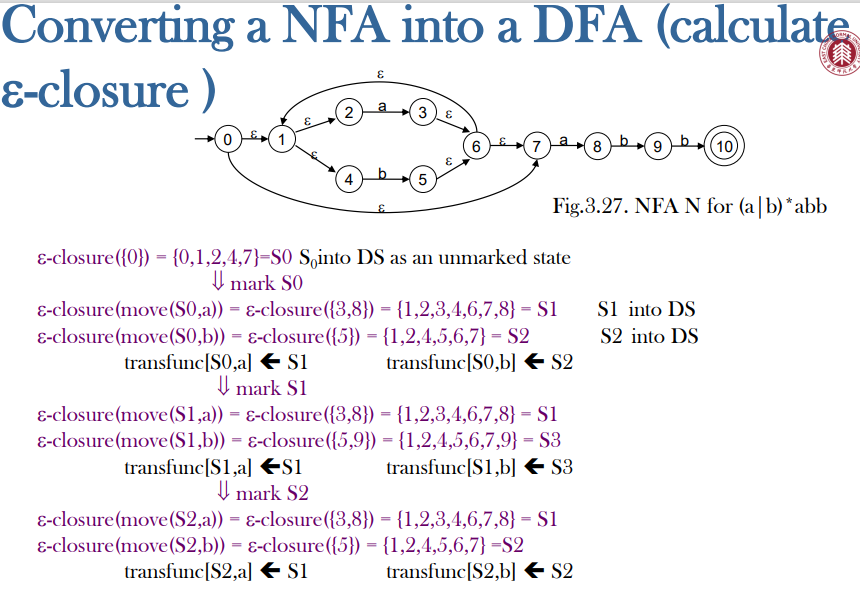 Converting a NFA into a DFA (calculate
ε-closure )
ε
0 ε 1 ε 2 a 3 ε 6 ε 7 a 8 b 9 b 10
ε 4 b 5 ε
ε
Fig.3.27. NFA N for (a|b)*abb
ε-closure({0}) = {0,1,2,4,7}=S0 S₀into DS as an unmarked state
⇓ mark S0
ε-closure(move(S0,a)) = ε-closure({3,8}) = {1,2,3,4,6,7,8} = S1 S1 into DS
ε-closure(move(S0,b)) = ε-closure({5}) = {1,2,4,5,6,7} = S2 S2 into DS
transfunc[S0,a] 🡸 S1 transfunc[S0,b] 🡸 S2
⇓ mark S1
ε-closure(move(S1,a)) = ε-closure({3,8}) = {1,2,3,4,6,7,8} = S1
ε-closure(move(S1,b)) = ε-closure({5,9}) = {1,2,4,5,6,7,9} = S3
transfunc[S1,a] 🡸S1 transfunc[S1,b] 🡸 S3
⇓ mark S2
ε-closure(move(S2,a)) = ε-closure({3,8}) = {1,2,3,4,6,7,8} = S1
ε-closure(move(S2,b)) = ε-closure({5}) = {1,2,4,5,6,7} =S2
transfunc[S2,a] 🡸 S1 transfunc[S2,b] 🡸 S2